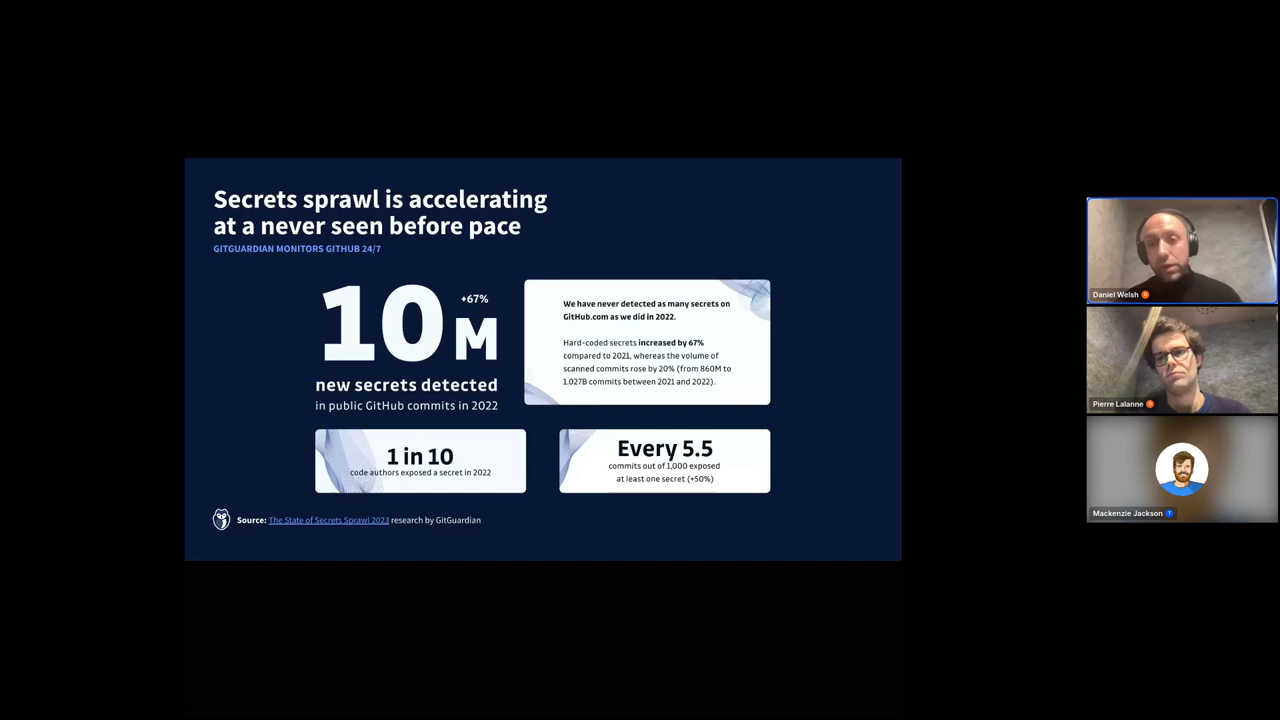 Secrets sprawl is accelerating
at a never seen before pace
GITGUARDIAN MONITORS GITHUB 24/7
10 M
+67%
new secrets detected
in public GitHub commits in 2022
We have never detected as many secrets on
GitHub.com as we did in 2022.
Hard-coded secrets increased by 67%
compared to 2021, whereas the volume of
scanned commits rose by 20% (from 860M to
1.027B commits between 2021 and 2022).
1 in 10
code authors exposed a secret in 2022
Every 5.5
commits out of 1,000 exposed
at least one secret (+50%)
Source: The State of Secrets Sprawl 2023 research by GitGuardian
Daniel Welsh
Pierre Lalanne
Mackenzie Jackson